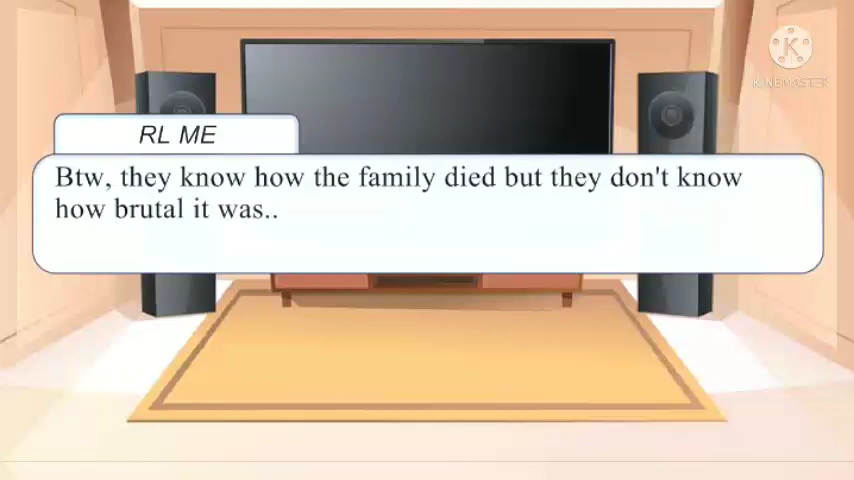 K
KINEMASTER
RL ME
Btw, they know how the family died but they don't know
how brutal it was..